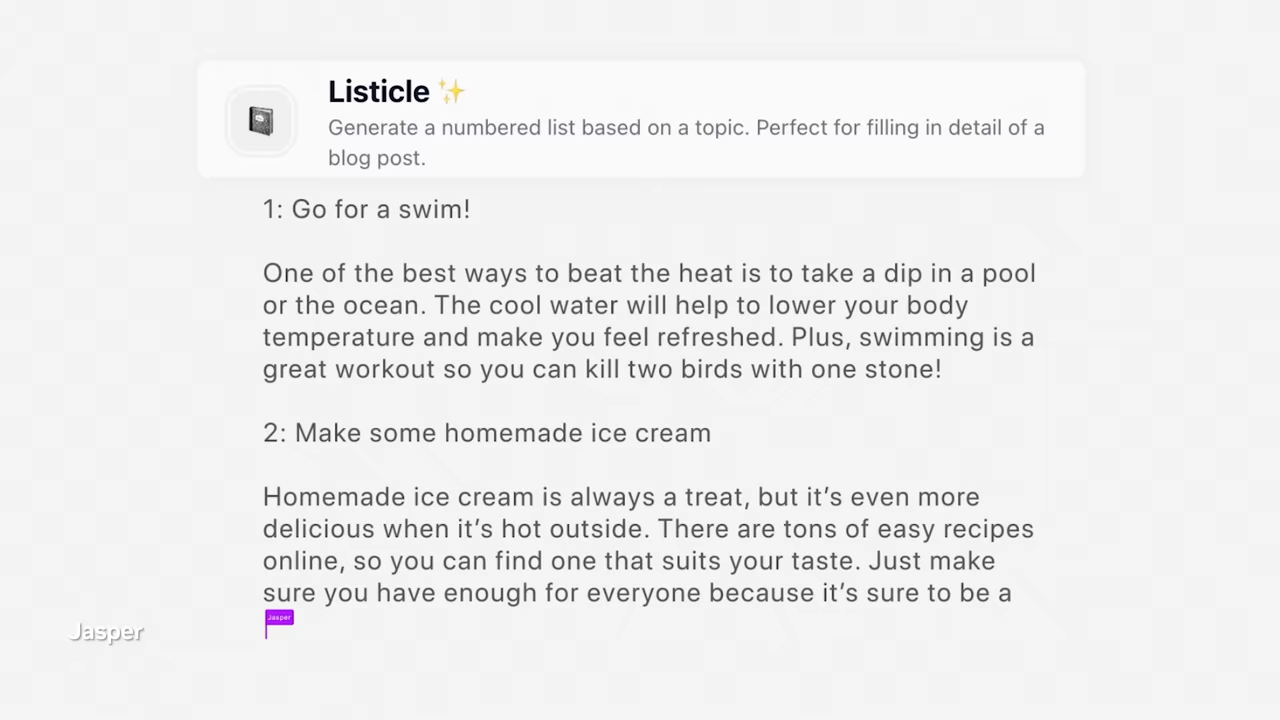 Listicle ✨
Generate a numbered list based on a topic. Perfect for filling in detail of a
blog post.
1: Go for a swim!
One of the best ways to beat the heat is to take a dip in a pool
or the ocean. The cool water will help to lower your body
temperature and make you feel refreshed. Plus, swimming is a
great workout so you can kill two birds with one stone!
2: Make some homemade ice cream
Homemade ice cream is always a treat, but it’s even more
delicious when it’s hot outside. There are tons of easy recipes
online, so you can find one that suits your taste. Just make
sure you have enough for everyone because it’s sure to be a
Jasper
Jasper